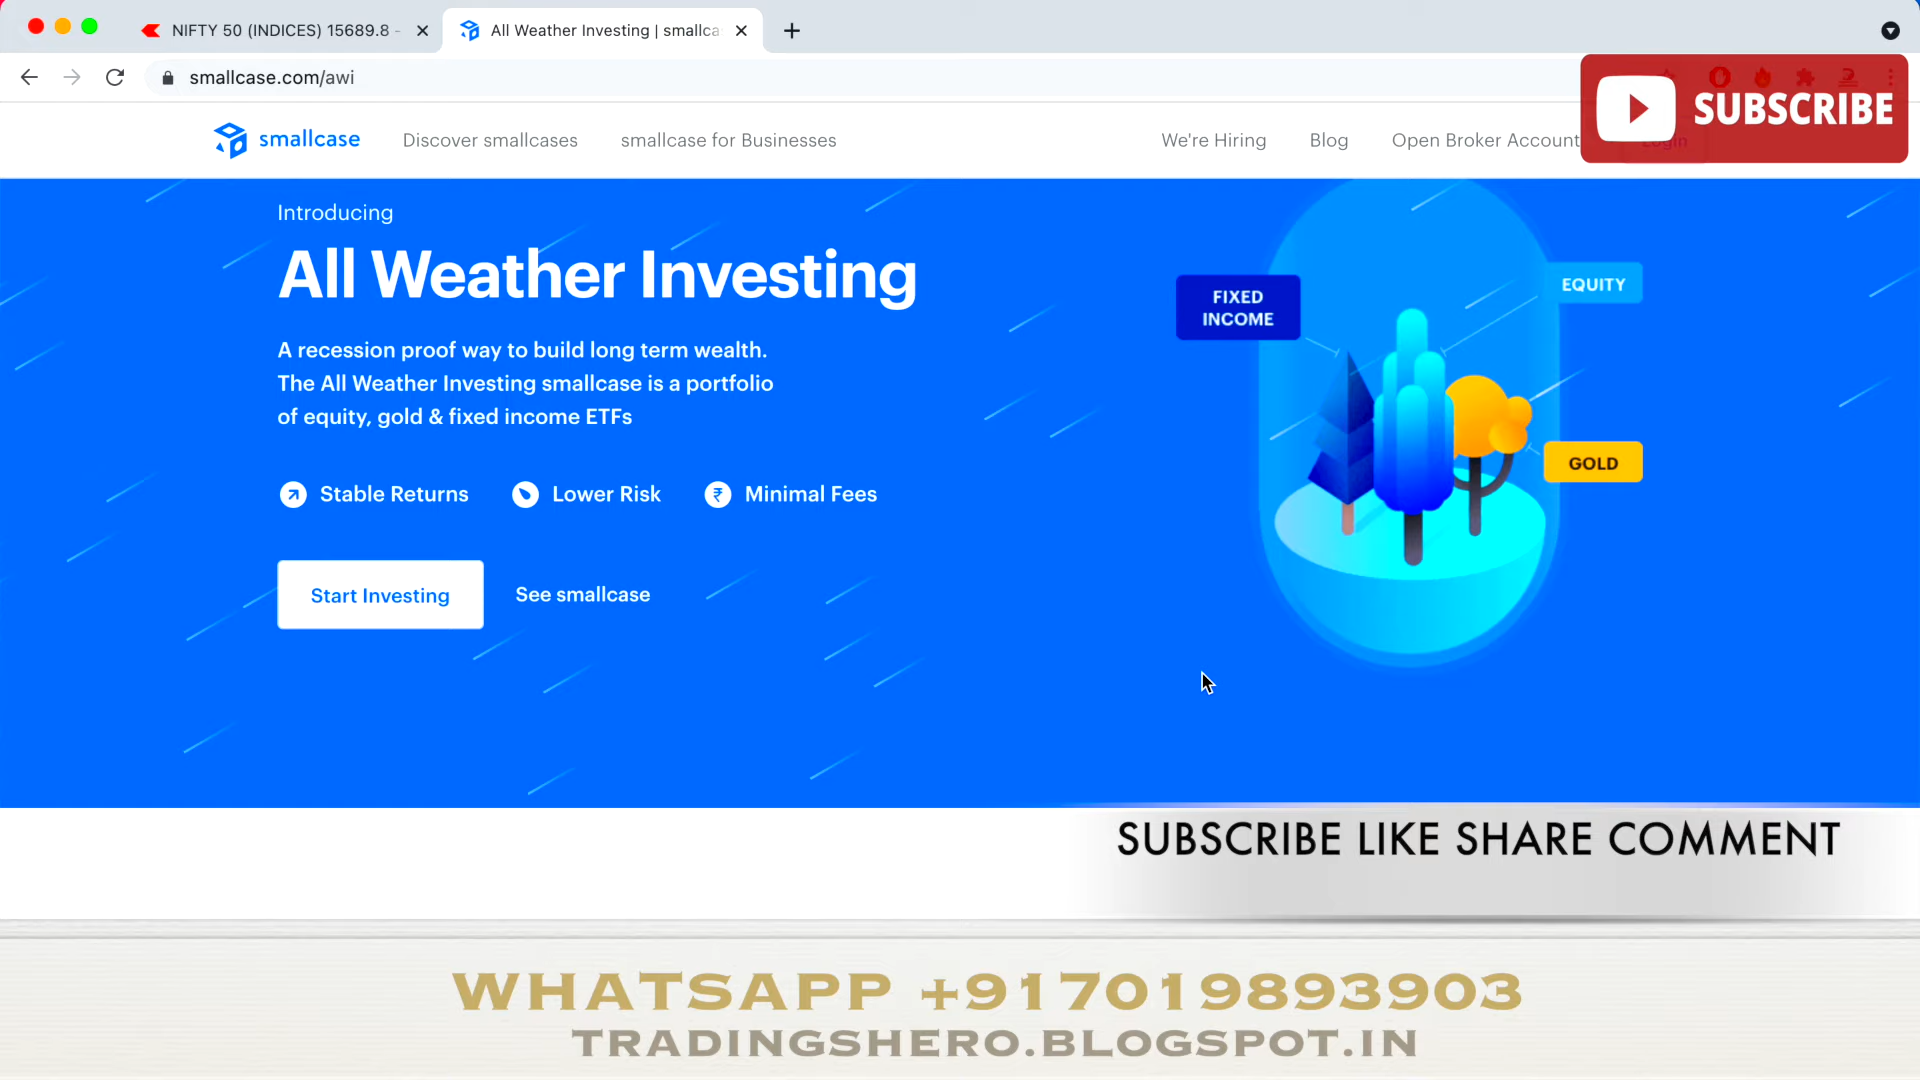 NIFTY 50 (INDICES) 15689.8 -
All Weather Investing | smallca
smallcase.com/awi
SUBSCRIBE
smallcase
Discover smallcases
smallcase for Businesses
We're Hiring
Blog
Open Broker Account
Login
Introducing
All Weather Investing
A recession proof way to build long term wealth.
The All Weather Investing smallcase is a portfolio
of equity, gold & fixed income ETFs
FIXED
INCOME
EQUITY
GOLD
Stable Returns
Lower Risk
Minimal Fees
Start Investing
See smallcase
SUBSCRIBE LIKE SHARE COMMENT
WHATSAPP +917019893903
TRADINGSHERO.BLOGSPOT.IN